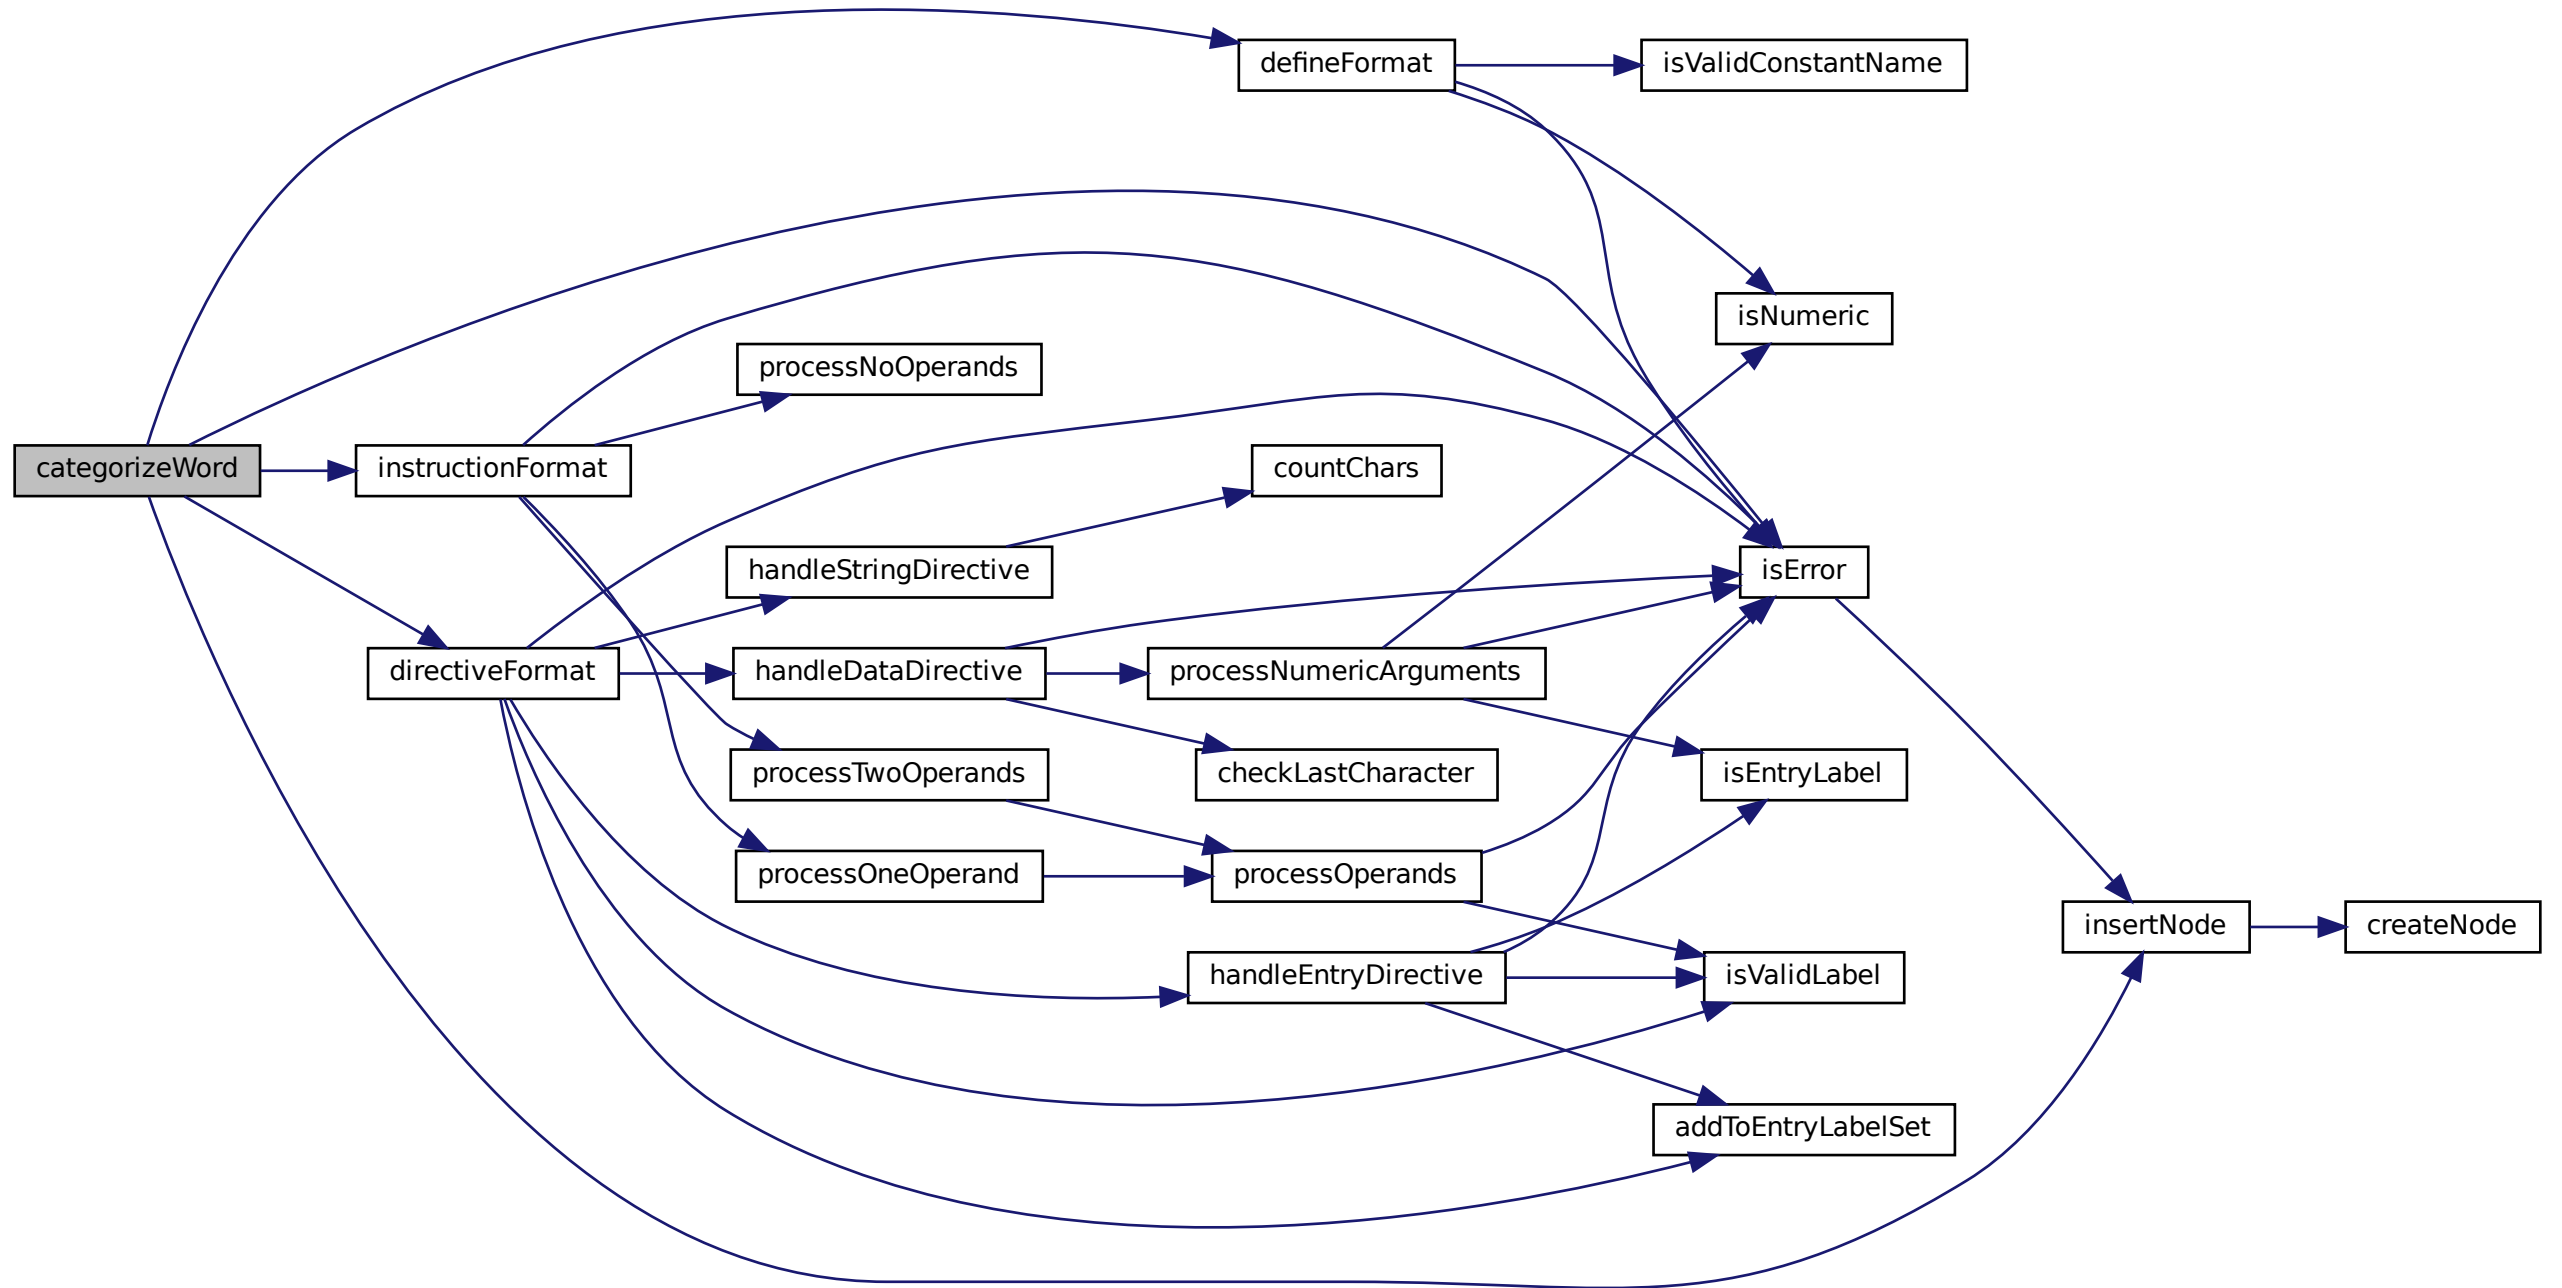 defineFormat
isValidConstantName
isNumeric
processNoOperands
categorizeWord
instructionFormat
countChars
handleStringDirective
isError
directiveFormat
handleDataDirective
processNumericArguments
processTwoOperands
checkLastCharacter
isEntryLabel
processOneOperand
processOperands
insertNode
createNode
handleEntryDirective
isValidLabel
addToEntryLabelSet